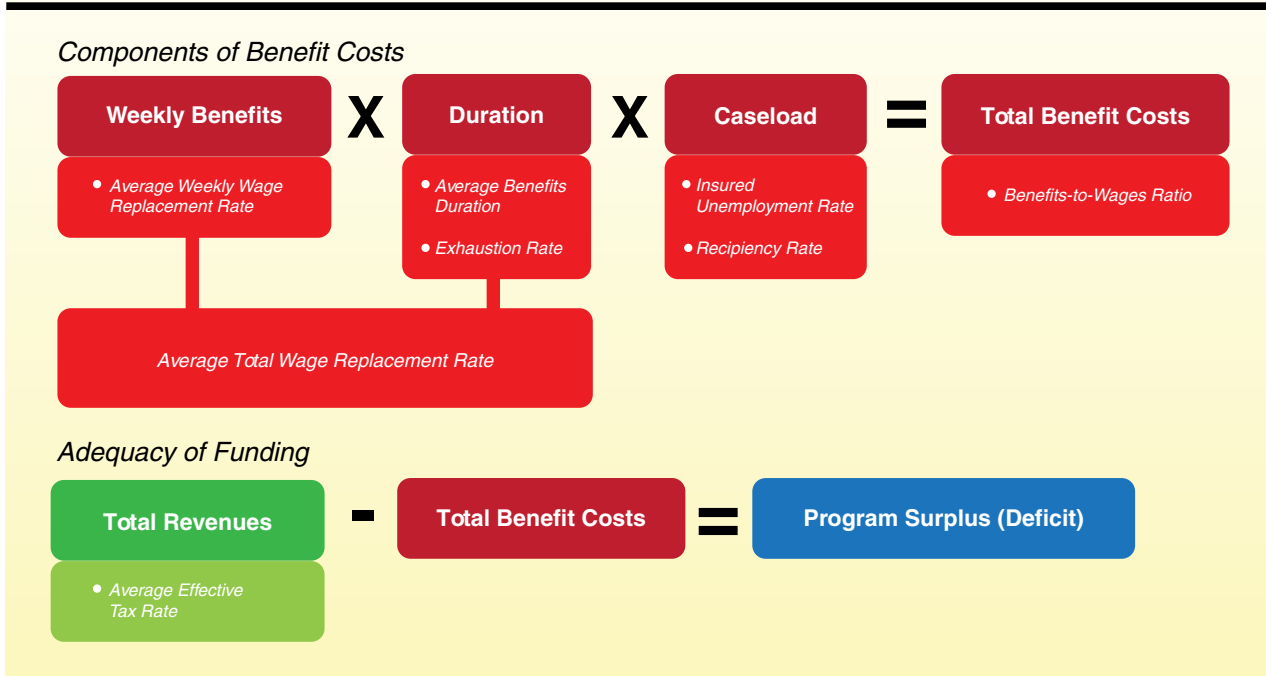 Components of Benefit Costs
Weekly Benefits X Duration X Caseload = Total Benefit Costs
• Average Weekly Wage
Replacement Rate
• Average Benefits
Duration
• Exhaustion Rate
• Insured
Unemployment Rate
• Recipiency Rate
• Benefits-to-Wages Ratio
Average Total Wage Replacement Rate
Adequacy of Funding
Total Revenues - Total Benefit Costs = Program Surplus (Deficit)
• Average Effective
Tax Rate